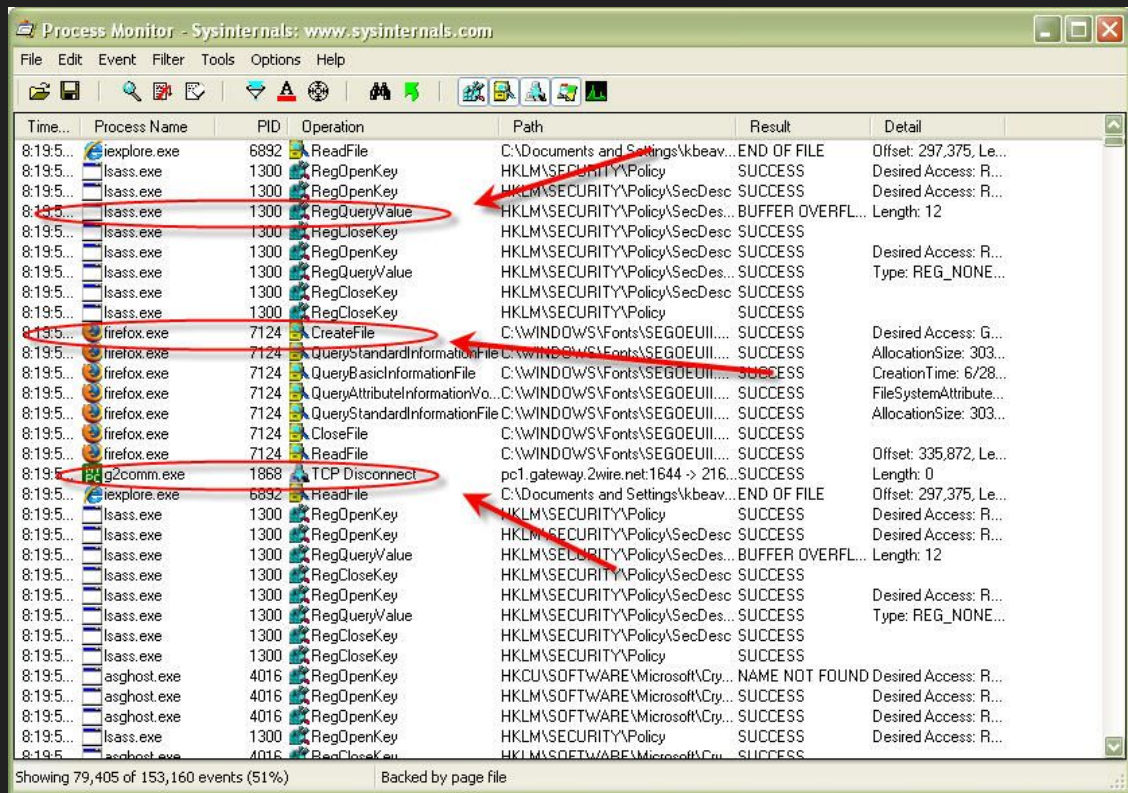 Process Monitor - Sysinternals: www.sysinternals.com
File Edit Event Filter Tools Options Help
Time... Process Name PID Operation Path Result Detail
8:19:5... iexplore.exe 6892 ReadFile C:\Documents and Settings\kbeav... END OF FILE Offset: 297,375, Le...
8:19:5... lsass.exe 1300 RegOpenKey HKLM\SECURITY\Policy SUCCESS Desired Access: R...
8:19:5... lsass.exe 1300 RegOpenKey HKLM\SECURITY\Policy\SecDesc SUCCESS Desired Access: R...
8:19:5... lsass.exe 1300 RegQueryValue HKLM\SECURITY\Policy\SecDes... BUFFER OVERFL... Length: 12
8:19:5... lsass.exe 1300 RegCloseKey HKLM\SECURITY\Policy\SecDesc SUCCESS
8:19:5... lsass.exe 1300 RegOpenKey HKLM\SECURITY\Policy\SecDesc SUCCESS Desired Access: R...
8:19:5... lsass.exe 1300 RegQueryValue HKLM\SECURITY\Policy\SecDes... SUCCESS Type: REG_NONE...
8:19:5... lsass.exe 1300 RegCloseKey HKLM\SECURITY\Policy\SecDesc SUCCESS
8:19:5... lsass.exe 1300 RegCloseKey HKLM\SECURITY\Policy SUCCESS
8:19:5... firefox.exe 7124 CreateFile C:\WINDOWS\Fonts\SEGOEUII.... SUCCESS Desired Access: G...
8:19:5... firefox.exe 7124 QueryStandardInformationFile C:\WINDOWS\Fonts\SEGOEUII.... SUCCESS AllocationSize: 303...
8:19:5... firefox.exe 7124 QueryBasicInformationFile C:\WINDOWS\Fonts\SEGOEUII.... SUCCESS CreationTime: 6/28...
8:19:5... firefox.exe 7124 QueryAttributeInformationVo... C:\WINDOWS\Fonts\SEGOEUII.... SUCCESS FileSystemAttribute...
8:19:5... firefox.exe 7124 QueryStandardInformationFile C:\WINDOWS\Fonts\SEGOEUII.... SUCCESS AllocationSize: 303...
8:19:5... firefox.exe 7124 CloseFile C:\WINDOWS\Fonts\SEGOEUII.... SUCCESS
8:19:5... firefox.exe 7124 ReadFile C:\WINDOWS\Fonts\SEGOEUII.... SUCCESS Offset: 335,872, Le...
8:19:5... g2comm.exe 1868 TCP Disconnect pc1.gateway.2wire.net:1644 -> 216... SUCCESS Length: 0
8:19:5... iexplore.exe 6892 ReadFile C:\Documents and Settings\kbeav... END OF FILE Offset: 297,375, Le...
8:19:5... lsass.exe 1300 RegOpenKey HKLM\SECURITY\Policy SUCCESS Desired Access: R...
8:19:5... lsass.exe 1300 RegOpenKey HKLM\SECURITY\Policy\SecDesc SUCCESS Desired Access: R...
8:19:5... lsass.exe 1300 RegQueryValue HKLM\SECURITY\Policy\SecDes... BUFFER OVERFL... Length: 12
8:19:5... lsass.exe 1300 RegCloseKey HKLM\SECURITY\Policy\SecDesc SUCCESS
8:19:5... lsass.exe 1300 RegOpenKey HKLM\SECURITY\Policy\SecDesc SUCCESS Desired Access: R...
8:19:5... lsass.exe 1300 RegQueryValue HKLM\SECURITY\Policy\SecDes... SUCCESS Type: REG_NONE...
8:19:5... lsass.exe 1300 RegCloseKey HKLM\SECURITY\Policy\SecDesc SUCCESS
8:19:5... lsass.exe 1300 RegCloseKey HKLM\SECURITY\Policy SUCCESS
8:19:5... asghost.exe 4016 RegOpenKey HKCU\SOFTWARE\Microsoft\Cry... NAME NOT FOUND Desired Access: R...
8:19:5... asghost.exe 4016 RegOpenKey HKLM\SOFTWARE\Microsoft\Cry... SUCCESS Desired Access: R...
8:19:5... asghost.exe 4016 RegOpenKey HKLM\SOFTWARE\Microsoft\Cry... SUCCESS Desired Access: R...
8:19:5... lsass.exe 1300 RegOpenKey HKLM\SECURITY\Policy SUCCESS Desired Access: R...
8:19:5... asghost.exe 4016 RegCloseKey HKLM\SOFTWARE\Microsoft\Cry... SUCCESS
Showing 79,405 of 153,160 events (51%) Backed by page file